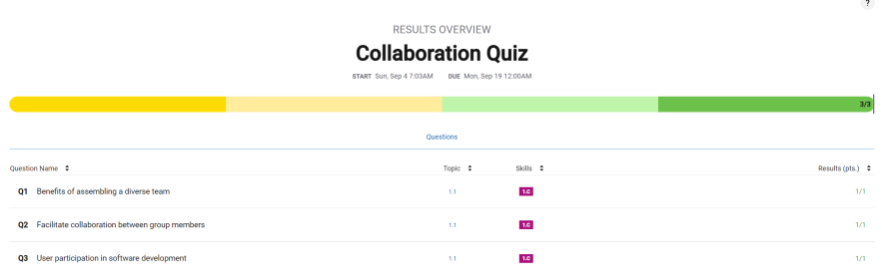 ?
RESULTS OVERVIEW
Collaboration Quiz
START Sun, Sep 4 7:03AM DUE Mon, Sep 19 12:00AM
3/3
Questions
Question Name Topic Skills Results (pts.)
Q1 Benefits of assembling a diverse team 1.1 1.C 1/1
Q2 Facilitate collaboration between group members 1.1 1.C 1/1
Q3 User participation in software development 1.1 1.C 1/1